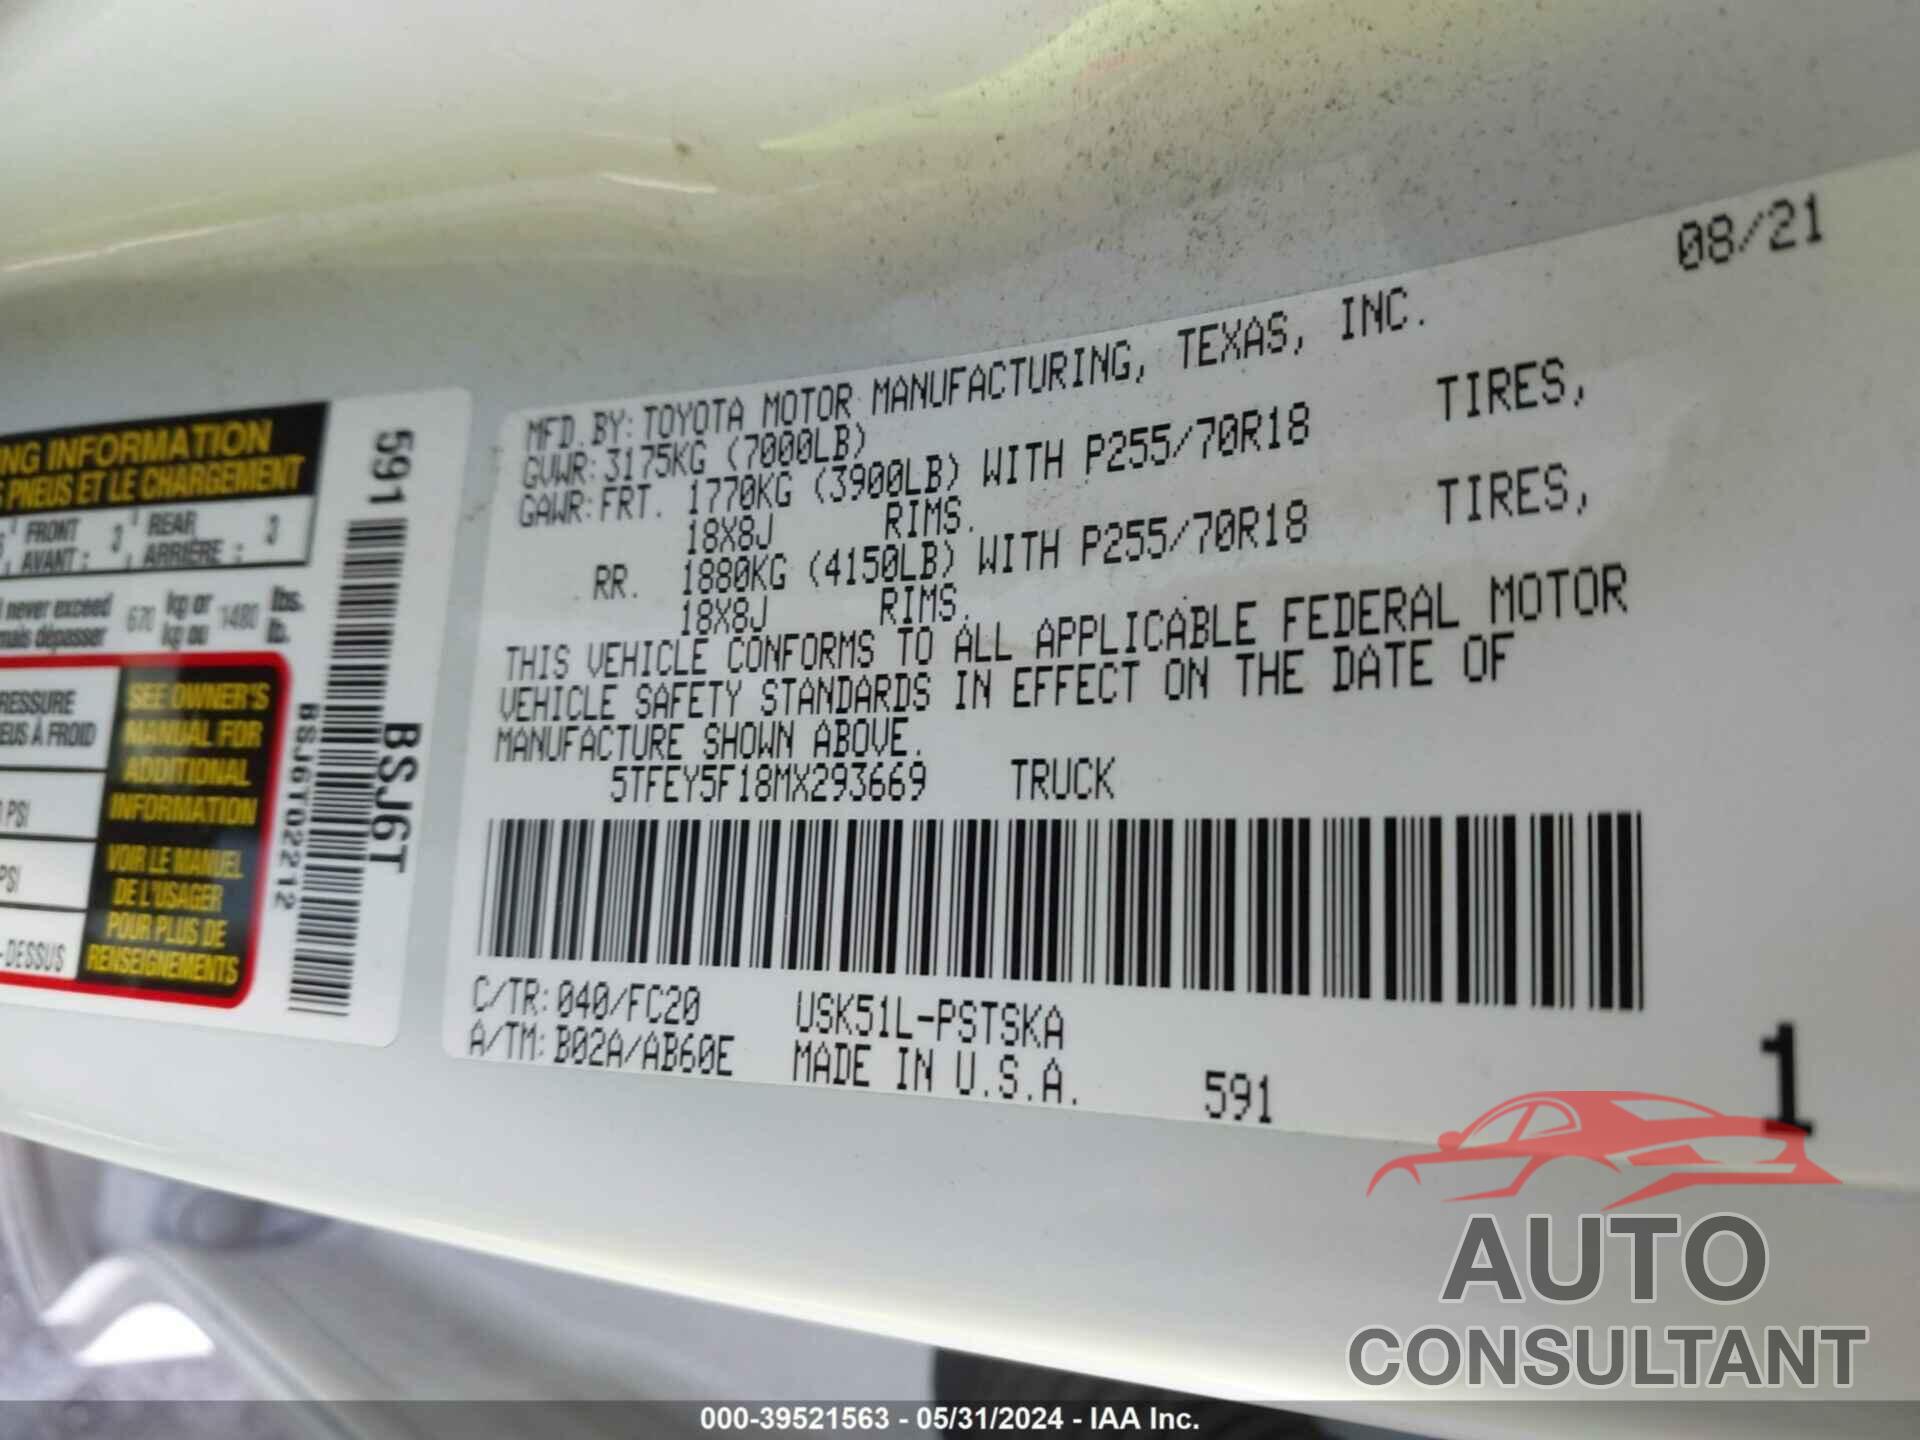 08/21
MFD. BY: TOYOTA MOTOR MANUFACTURING, TEXAS, INC.
GVWR: 3175KG (7000LB)
GAWR: FRT. 1770KG (3900LB) WITH P255/70R18 TIRES,
18X8J RIMS.
RR. 1880KG (4150LB) WITH P255/70R18 TIRES,
18X8J RIMS.
THIS VEHICLE CONFORMS TO ALL APPLICABLE FEDERAL MOTOR
VEHICLE SAFETY STANDARDS IN EFFECT ON THE DATE OF
MANUFACTURE SHOWN ABOVE.
5TFEY5F18MX293669 TRUCK
C/TR: 040/FC20 USK51L-PSTSKA
A/TM: B02A/AB60E MADE IN U.S.A. 591
1
ING INFORMATION
PNEUS ET LE CHARGEMENT
FRONT 3 REAR 3
AVANT : ARRIÈRE :
never exceed 670 kg or 1480 lbs.
mais dépasser kg ou lb.
RESSURE
EUS À FROID
PSI
PSI
-DESSUS
SEE OWNER'S
MANUAL FOR
ADDITIONAL
INFORMATION
VOIR LE MANUEL
DE L'USAGER
POUR PLUS DE
RENSEIGNEMENTS
591
BSJ6T
BSJ6T02212
AUTO
CONSULTANT
000-39521563 - 05/31/2024 - IAA Inc.